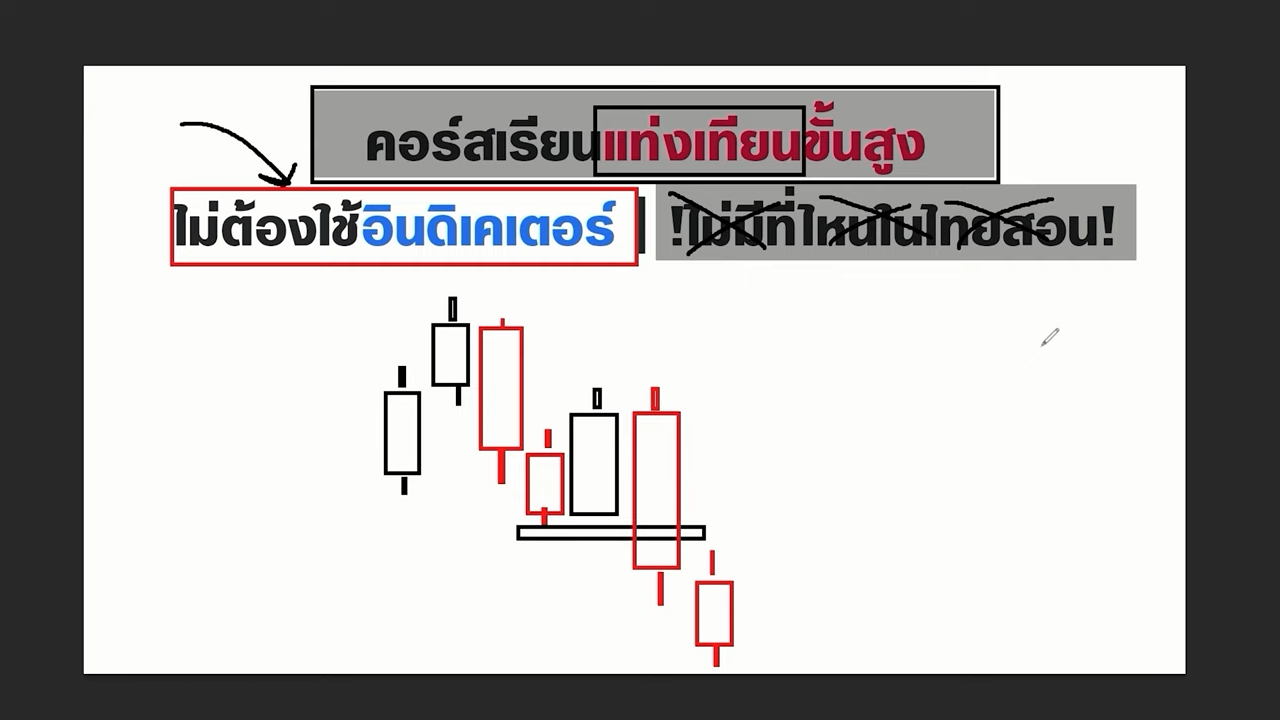 คอร์สเรียนแท่งเทียนขั้นสูง
ไม่ต้องใช้อินดิเคเตอร์ | !ไม่มีที่ไหนในไทยสอน!